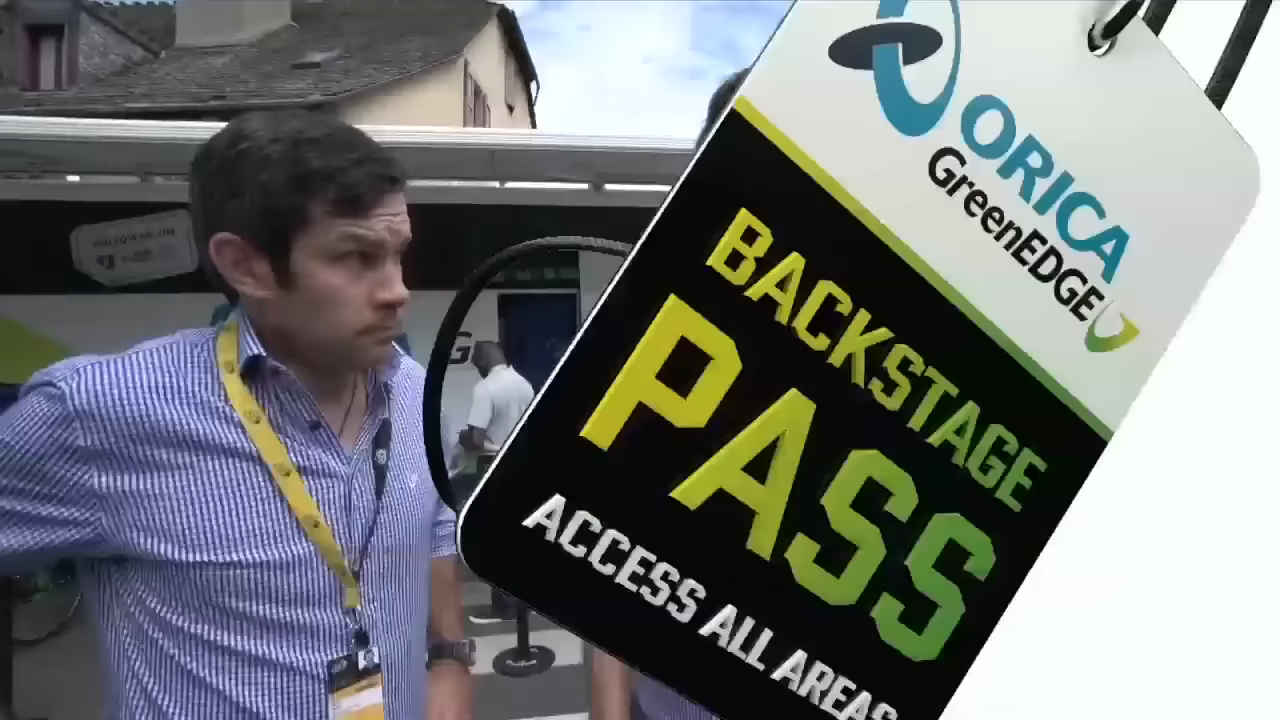 ORICA
GreenEDGE
BACKSTAGE
PASS
ACCESS ALL AREAS
G